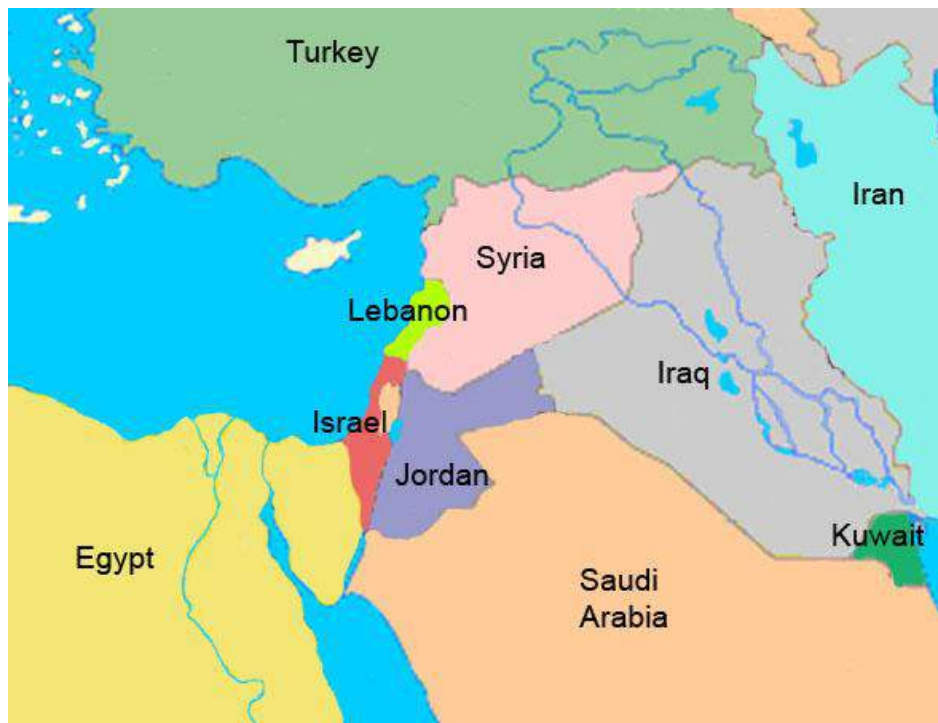 Turkey
Iran
Syria
Lebanon
Iraq
Israel
Jordan
Kuwait
Egypt
Saudi
Arabia